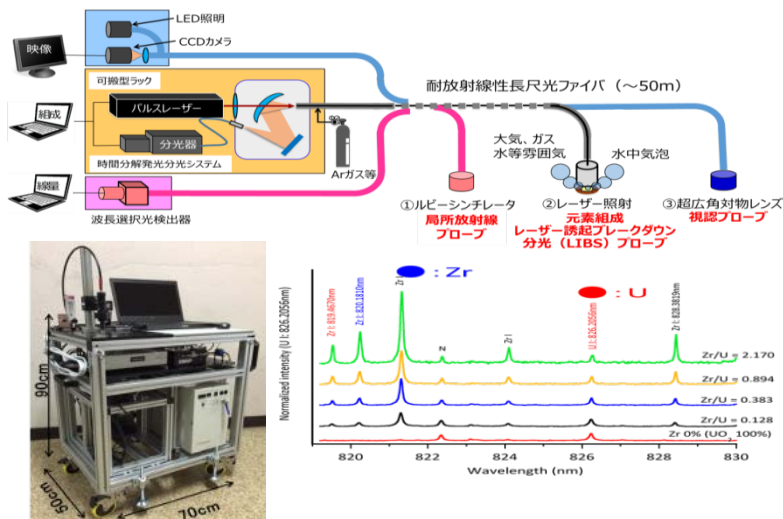 LED照明
CCDカメラ
映像
可搬型ラック
耐放射線性長尺光ファイバ（～50m）
パルスレーザー
組成
分光器
時間分解発光分光システム
Arガス等
大気、ガス
水等雰囲気
水中気泡
線量
波長選択光検出器
①ルビーシンチレータ
局所放射線
プローブ
②レーザー照射
元素組成
レーザー誘起ブレークダウン
分光（LIBS）プローブ
③超広角対物レンズ
視認プローブ
90cm
50cm
70cm
: Zr
: U
Normalized intensity (U I: 826.2056nm)
Zr I: 819.4670nm
Zr I: 820.1810nm
Zr I
N
Zr I
U I: 826.2056nm
Zr I: 828.3819nm
Zr/U = 2.170
Zr/U = 0.894
Zr/U = 0.383
Zr/U = 0.128
Zr 0% (UO2 100%)
820
822
824
826
828
830
Wavelength (nm)